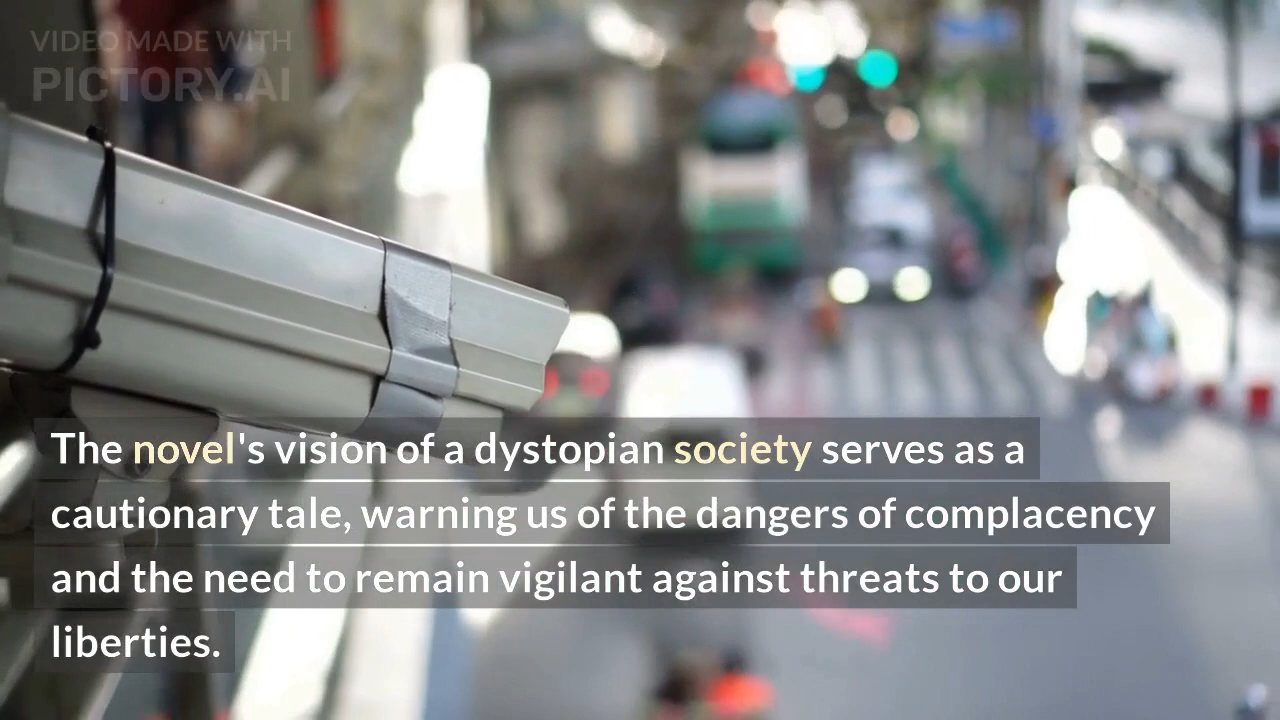 VIDEO MADE WITH
PICTORY.AI
The novel's vision of a dystopian society serves as a
cautionary tale, warning us of the dangers of complacency
and the need to remain vigilant against threats to our
liberties.